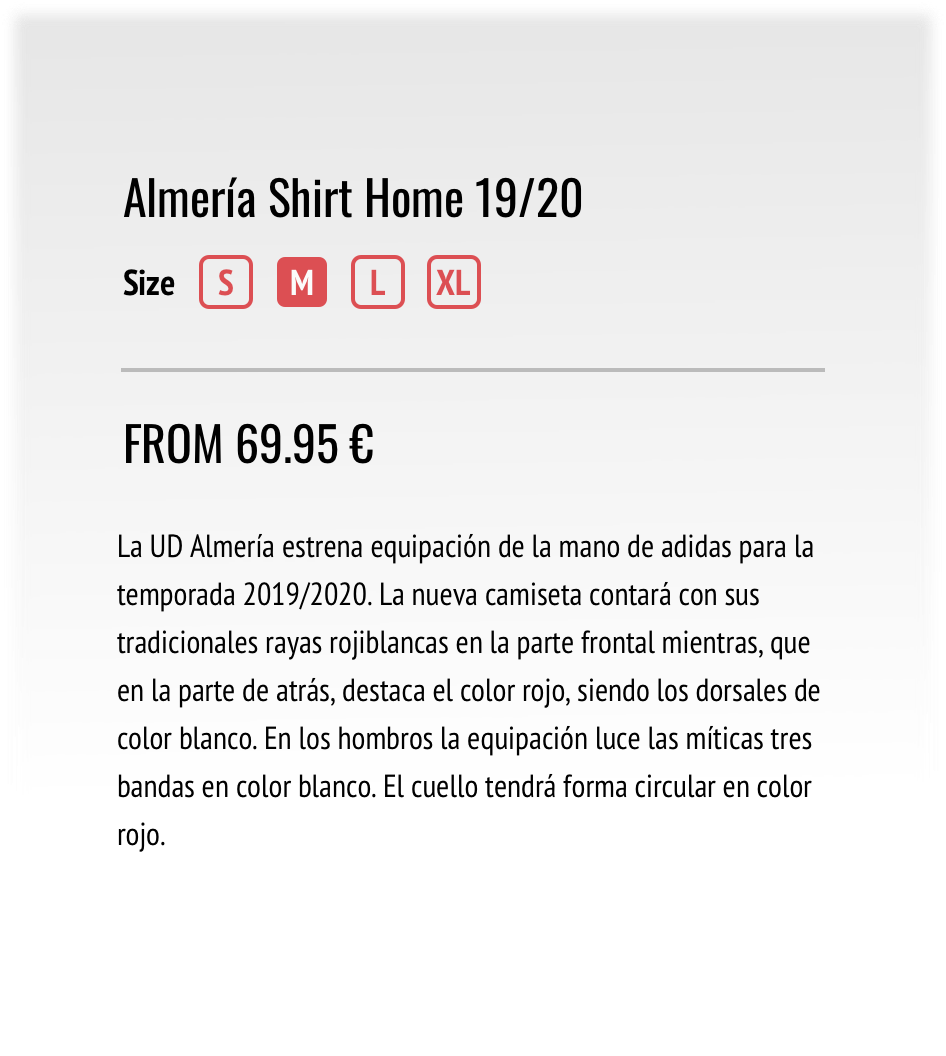 Almería Shirt Home 19/20
Size S M L XL
FROM 69.95 €
La UD Almería estrena equipación de la mano de adidas para la
temporada 2019/2020. La nueva camiseta contará con sus
tradicionales rayas rojiblancas en la parte frontal mientras, que
en la parte de atrás, destaca el color rojo, siendo los dorsales de
color blanco. En los hombros la equipación luce las míticas tres
bandas en color blanco. El cuello tendrá forma circular en color
rojo.